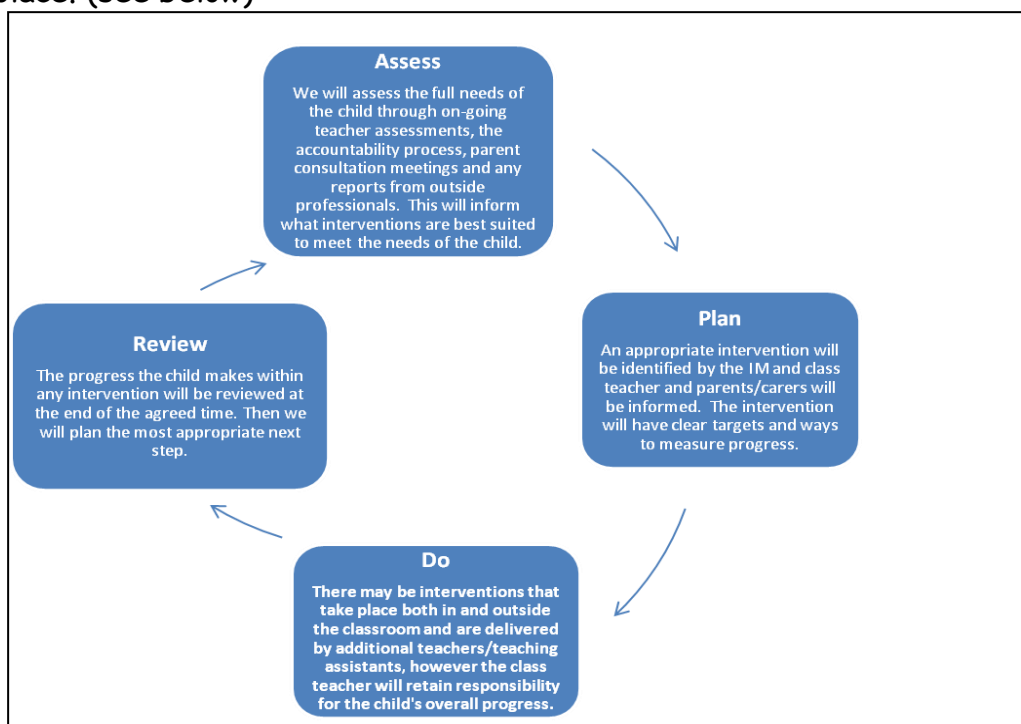 place. (see below)
Assess
We will assess the full needs of
the child through on-going
teacher assessments, the
accountability process, parent
consultation meetings and any
reports from outside
professionals.  This will inform
what interventions are best suited
to meet the needs of the child.
Plan
An appropriate intervention will
be identified by the IM and class
teacher and parents/carers will
be informed.  The intervention
will have clear targets and ways
to measure progress.
Do
There may be interventions that
take place both in and outside
the classroom and are delivered
by additional teachers/teaching
assistants, however the class
teacher will retain responsibility
for the child's overall progress.
Review
The progress the child makes within
any intervention will be reviewed at
the end of the agreed time. Then we
will plan the most appropriate next
step.